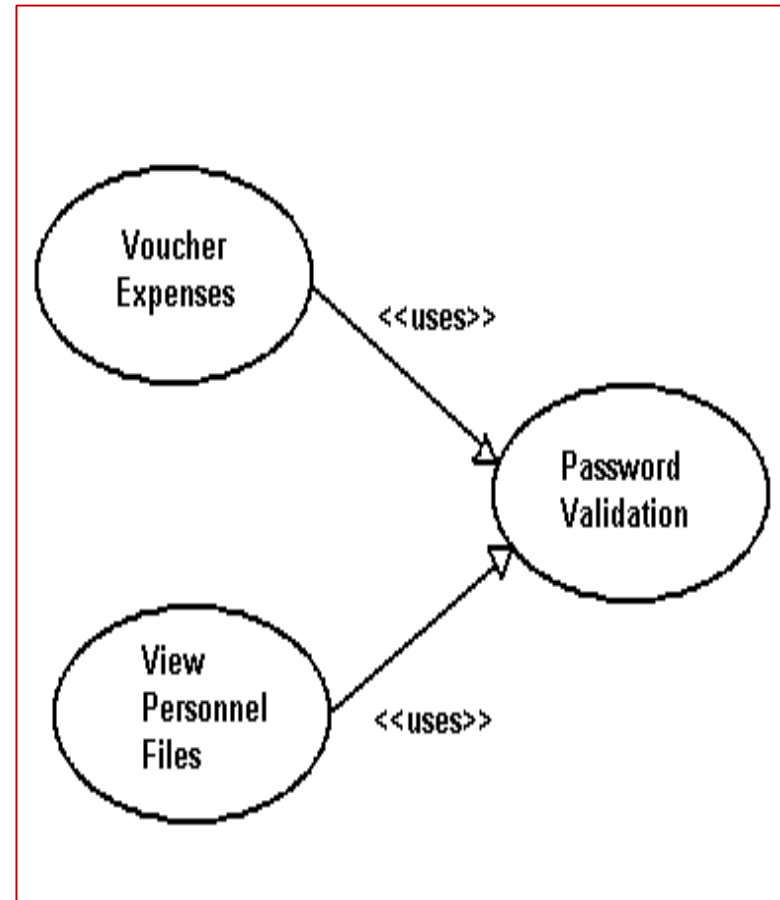 Voucher
Expenses
<<uses>>
Password
Validation
View
Personnel
Files
<<uses>>